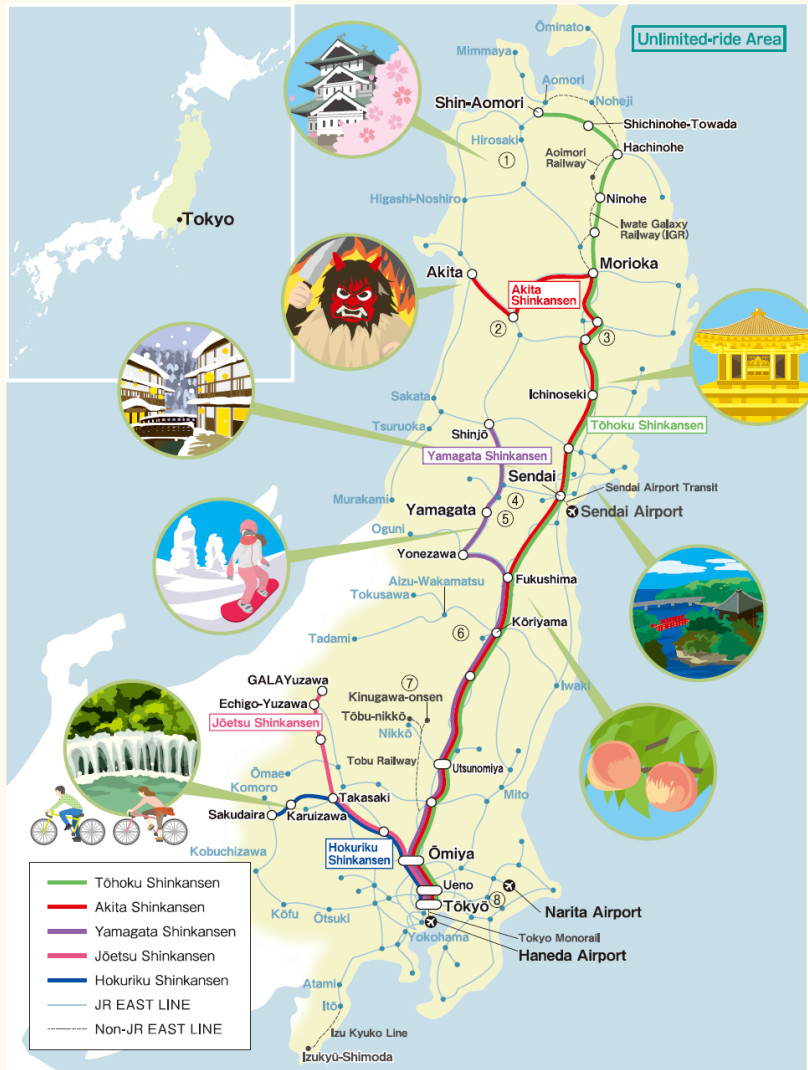 Unlimited-ride Area
Ōminato
Mimmaya
Aomori
Shin-Aomori
Noheji
Shichinohe-Towada
Hirosaki
Hachinohe
①
Aoimori
Railway
Ninohe
Higashi-Noshiro
Iwate Galaxy
Railway(IGR)
Tokyo
Akita
Morioka
Akita
Shinkansen
②
③
Ichinoseki
Sakata
Tsuruoka
Shinjō
Tōhoku Shinkansen
Yamagata Shinkansen
Sendai
Sendai Airport Transit
Murakami
④
Yamagata
⑤
Sendai Airport
Oguni
Yonezawa
Fukushima
Aizu-Wakamatsu
Tokusawa
Kōriyama
Tadami
⑥
GALAYuzawa
⑦
Iwaki
Echigo-Yuzawa
Kinugawa-onsen
Jōetsu Shinkansen
Tōbu-nikkō
Nikkō
Tobu Railway
Utsunomiya
Ōmae
Komoro
Takasaki
Mito
Sakudaira
Karuizawa
Hokuriku
Shinkansen
Kobuchizawa
Ōmiya
Ueno
Kōfu
Ōtsuki
Tōkyō
⑧
Narita Airport
Yokohama
Tokyo Monorail
Haneda Airport
Atami
Itō
Izu Kyuko Line
Izukyū-Shimoda
Tōhoku Shinkansen
Akita Shinkansen
Yamagata Shinkansen
Jōetsu Shinkansen
Hokuriku Shinkansen
JR EAST LINE
Non-JR EAST LINE